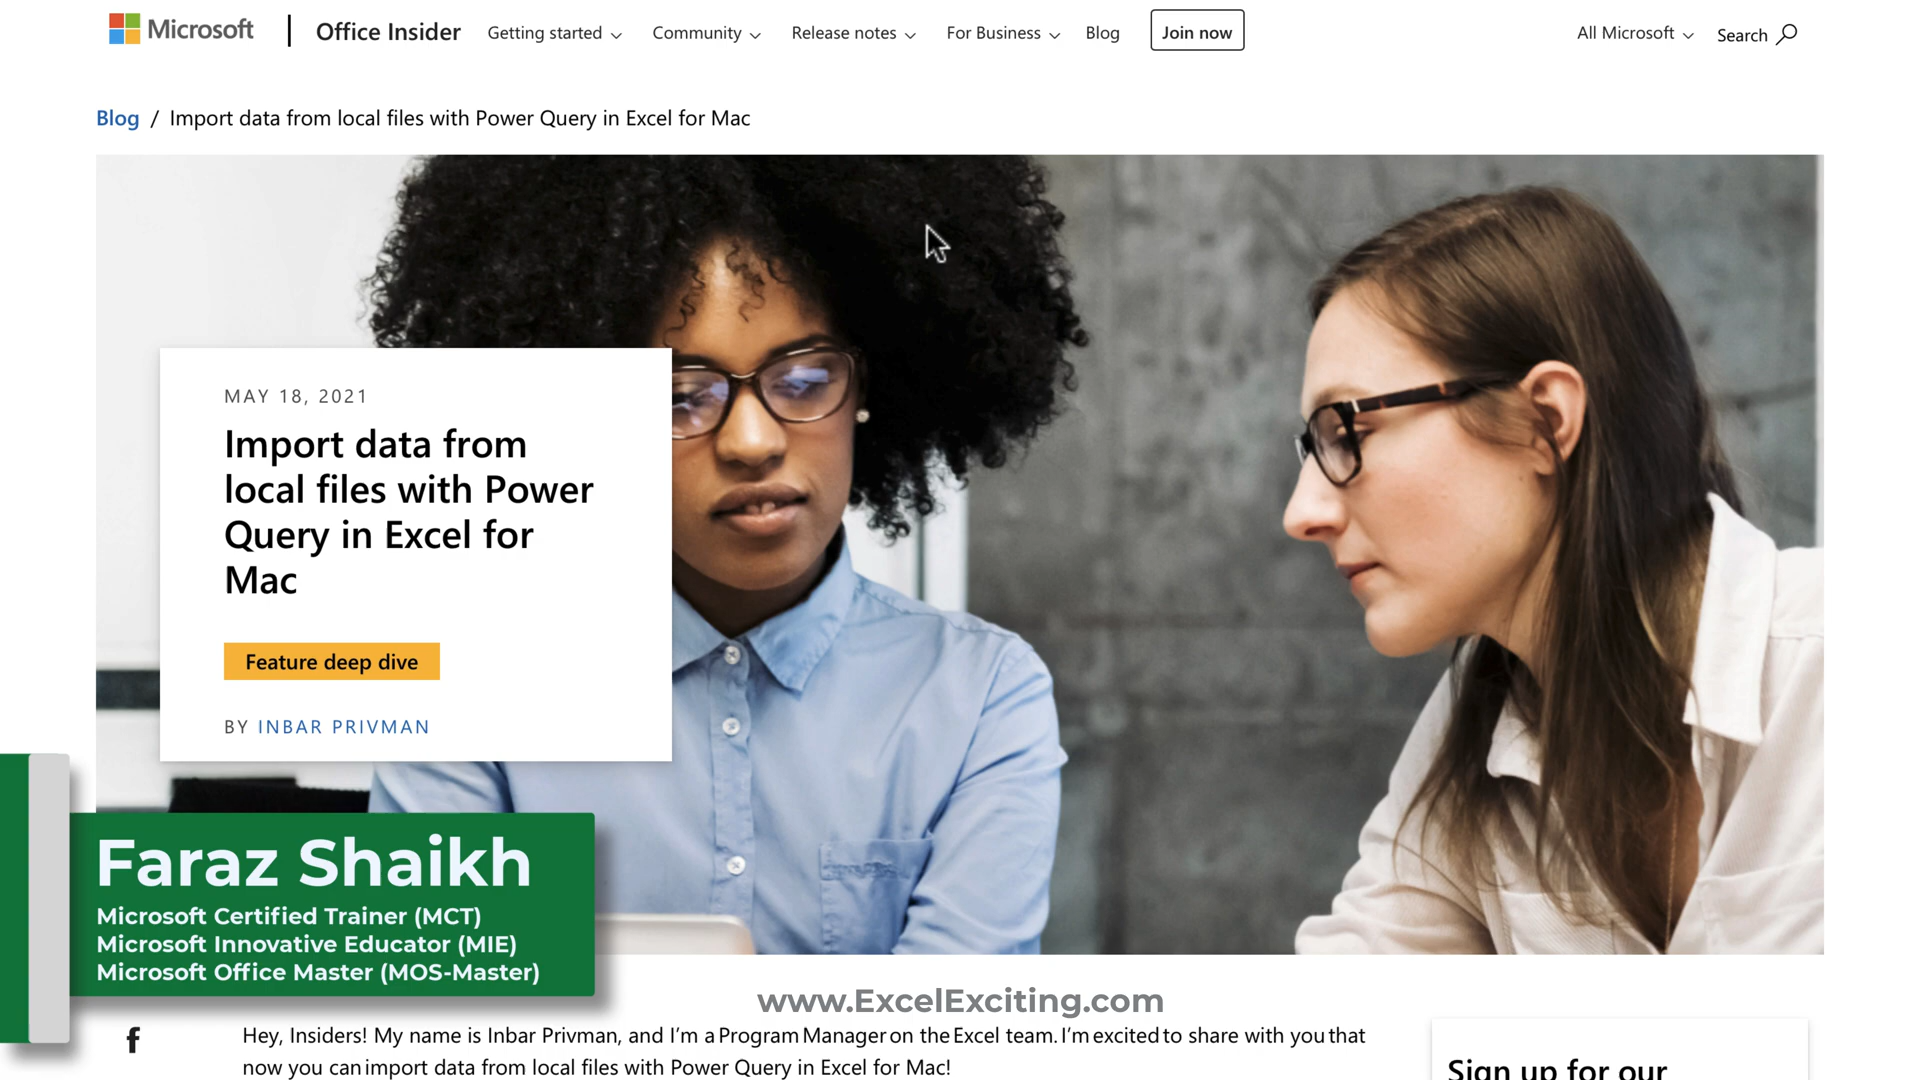 Microsoft
Office Insider
Getting started
Community
Release notes
For Business
Blog
Join now
All Microsoft
Search
Blog / Import data from local files with Power Query in Excel for Mac
MAY 18, 2021
Import data from
local files with Power
Query in Excel for
Mac
Feature deep dive
BY INBAR PRIVMAN
Faraz Shaikh
Microsoft Certified Trainer (MCT)
Microsoft Innovative Educator (MIE)
Microsoft Office Master (MOS-Master)
www.ExcelExciting.com
f
Hey, Insiders! My name is Inbar Privman, and I'm a Program Manager on the Excel team. I'm excited to share with you that
now you can import data from local files with Power Query in Excel for Mac!
Sign up for our